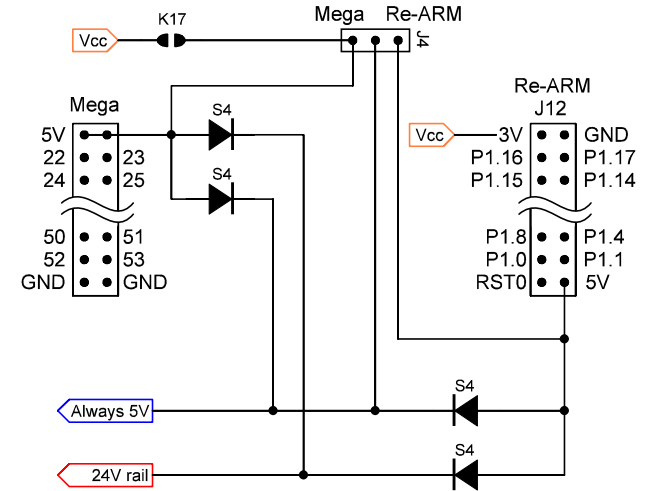 K17
Mega Re-ARM
Vcc
J4
Re-ARM
J12
Mega
S4
5V
Vcc
3V GND
22 23
P1.16 P1.17
24 25
S4
P1.15 P1.14
50 51
P1.8 P1.4
52 53
P1.0 P1.1
GND GND
RST0 5V
S4
Always 5V
S4
24V rail